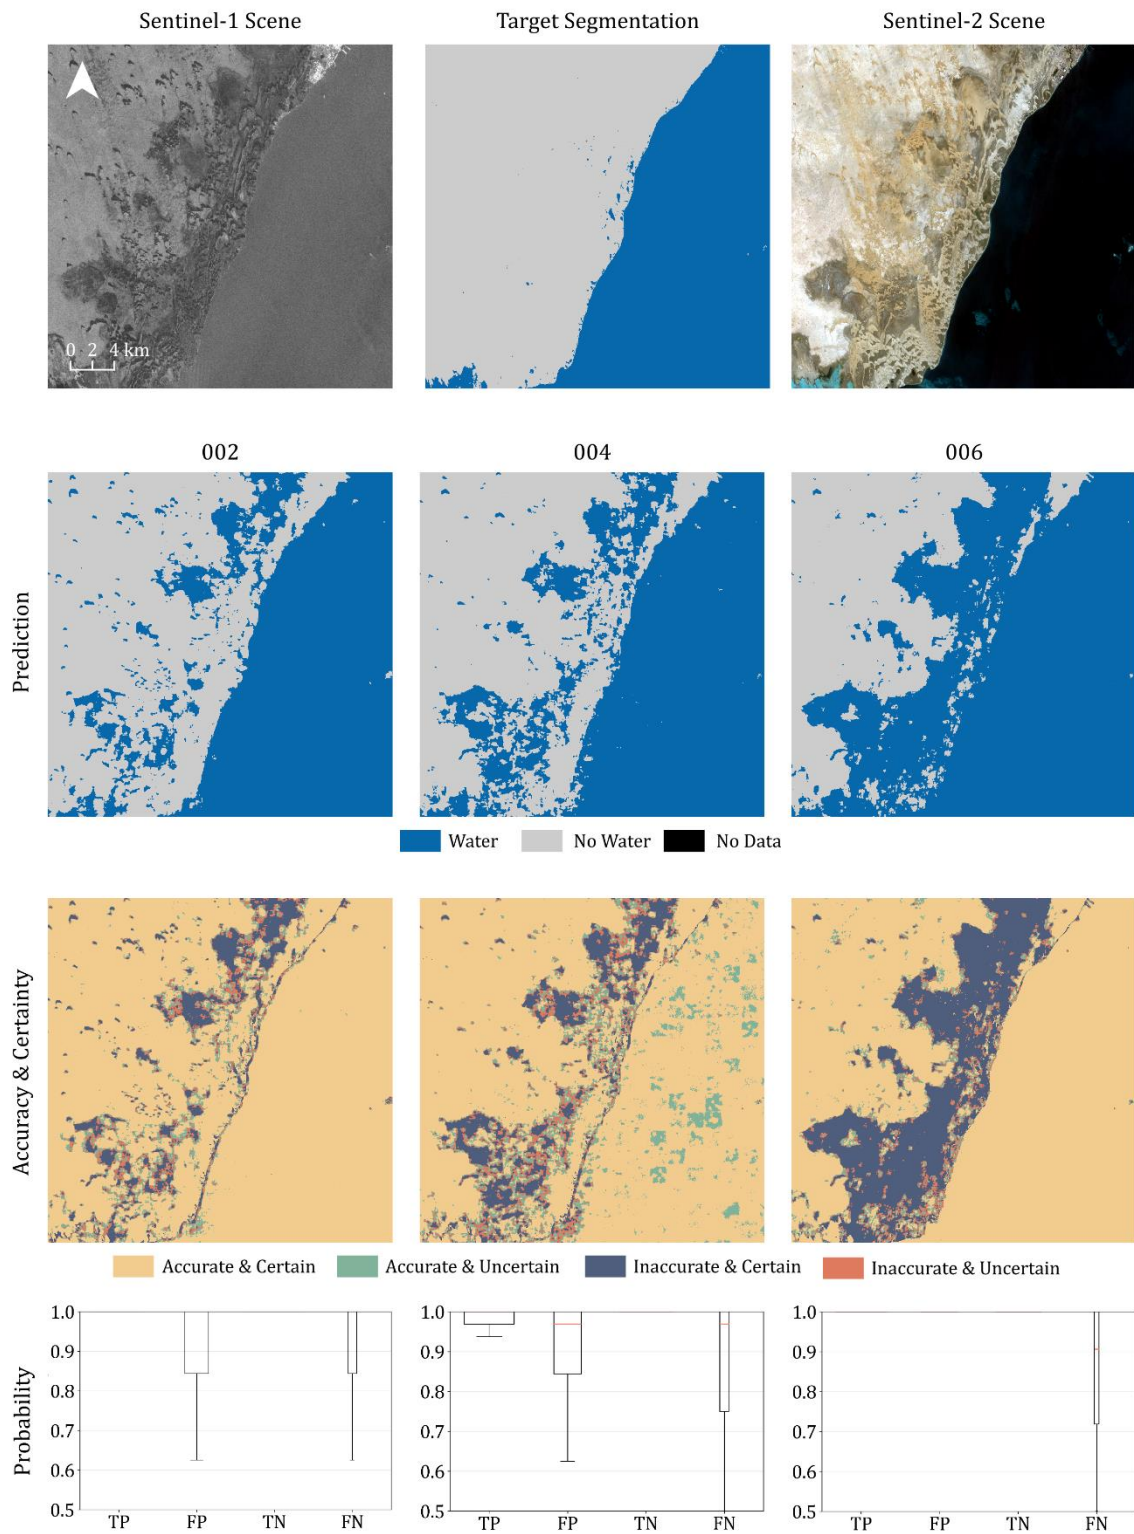 Sentinel-1 Scene
Target Segmentation
Sentinel-2 Scene
0 2 4 km
002
004
006
Prediction
Water
No Water
No Data
Accuracy & Certainty
Accurate & Certain
Accurate & Uncertain
Inaccurate & Certain
Inaccurate & Uncertain
Probability
1.0
0.9
0.8
0.7
0.6
0.5
TP FP TN FN
1.0
0.9
0.8
0.7
0.6
0.5
TP FP TN FN
1.0
0.9
0.8
0.7
0.6
0.5
TP FP TN FN